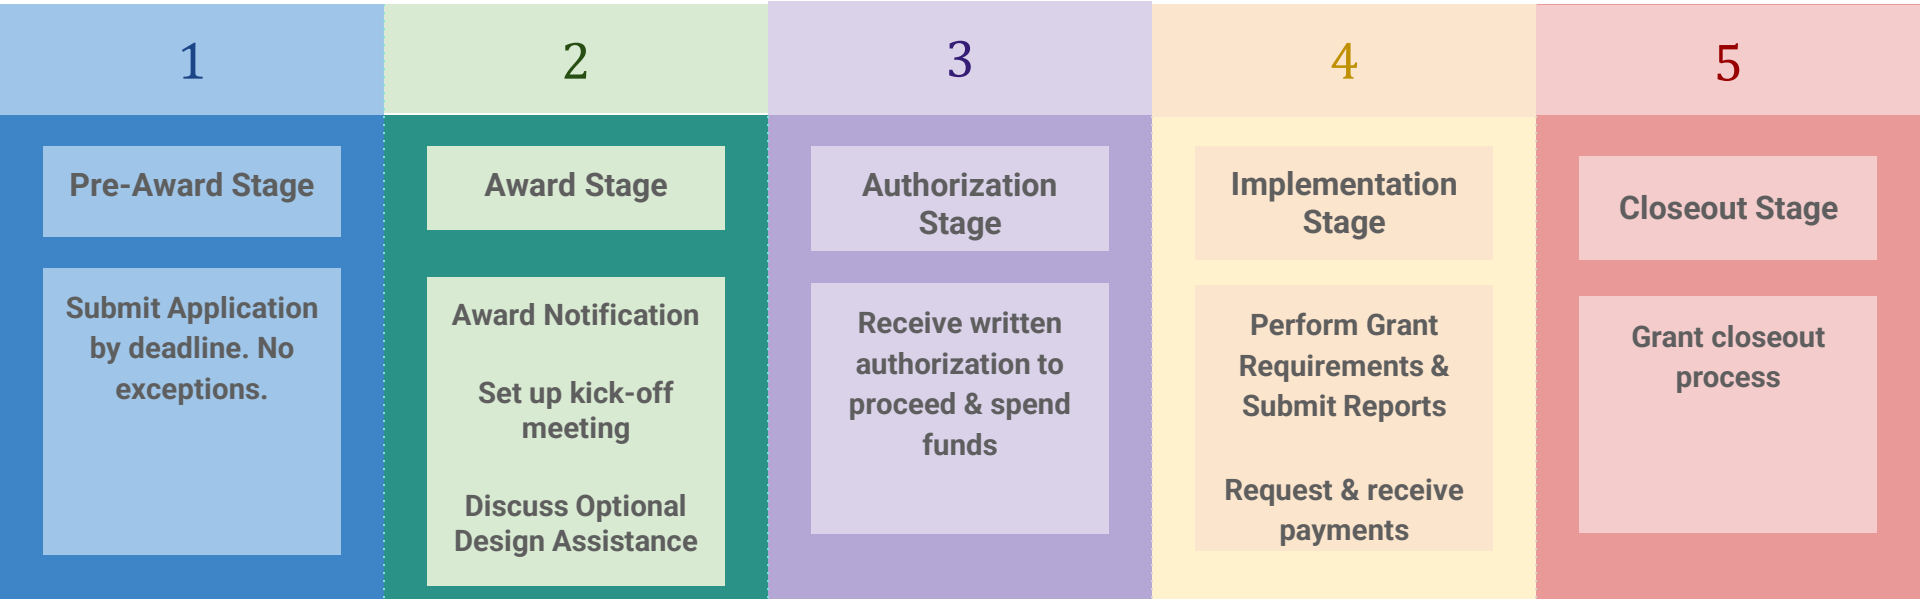 1
Pre-Award Stage
Submit Application
by deadline. No
exceptions.
2
Award Stage
Award Notification
Set up kick-off
meeting
Discuss Optional
Design Assistance
3
Authorization
Stage
Receive written
authorization to
proceed & spend
funds
4
Implementation
Stage
Perform Grant
Requirements &
Submit Reports
Request & receive
payments
5
Closeout Stage
Grant closeout
process